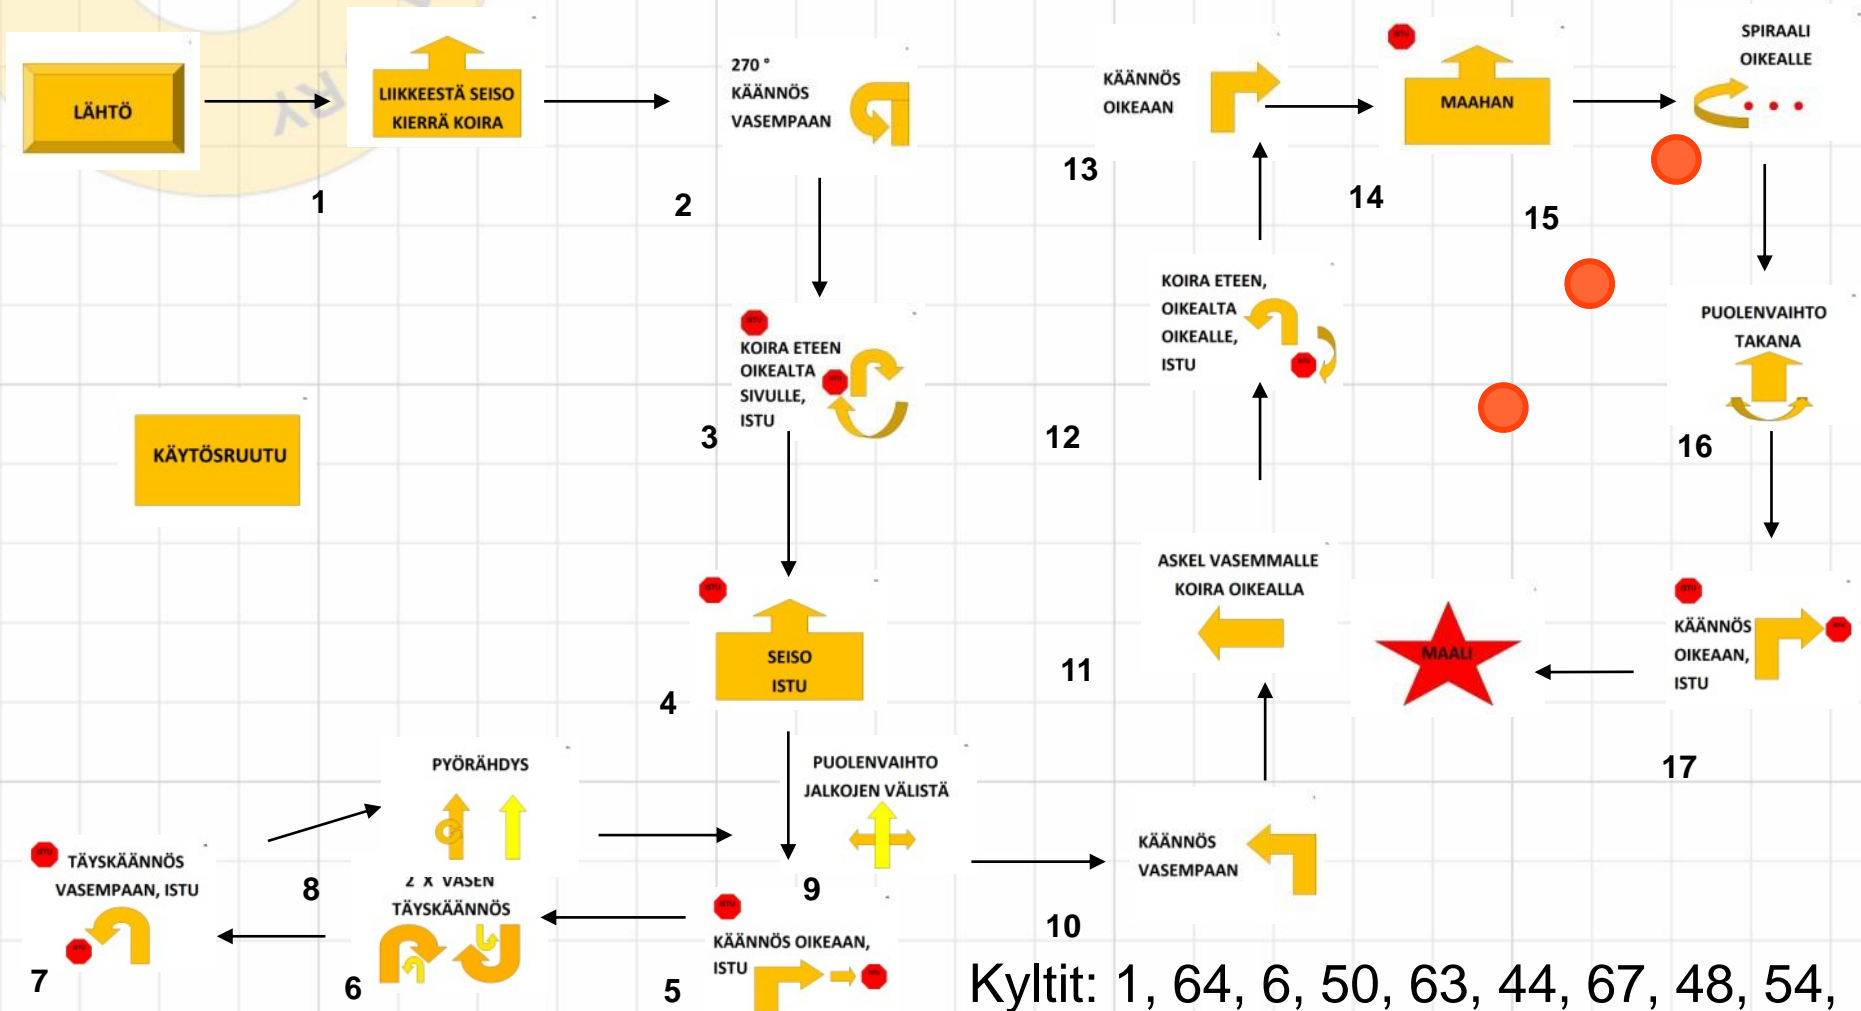 LÄHTÖ
LIIKKEESTÄ SEISO
KIERRÄ KOIRA
1
270 °
KÄÄNNÖS
VASEMPAAN
2
KOIRA ETEEN
OIKEALTA
SIVULLE,
ISTU
3
SEISO
ISTU
4
KÄÄNNÖS OIKEAAN,
ISTU
5
2 X VASEN
TÄYSKÄÄNNÖS
6
ISTU
TÄYSKÄÄNNÖS
VASEMPAAN, ISTU
7
PYÖRÄHDYS
8
PUOLENVAIHTO
JALKOJEN VÄLISTÄ
9
KÄÄNNÖS
VASEMPAAN
10
ASKEL VASEMMALLE
KOIRA OIKEALLA
11
KOIRA ETEEN,
OIKEALTA
OIKEALLE,
ISTU
12
KÄÄNNÖS
OIKEAAN
13
ISTU
MAAHAN
14
SPIRAALI
OIKEALLE
15
PUOLENVAIHTO
TAKANA
16
ISTU
KÄÄNNÖS
OIKEAAN,
ISTU
17
MAALI
KÄYTÖSRUUTU
RY
Kyltit: 1, 64, 6, 50, 63, 44, 67, 48, 54,